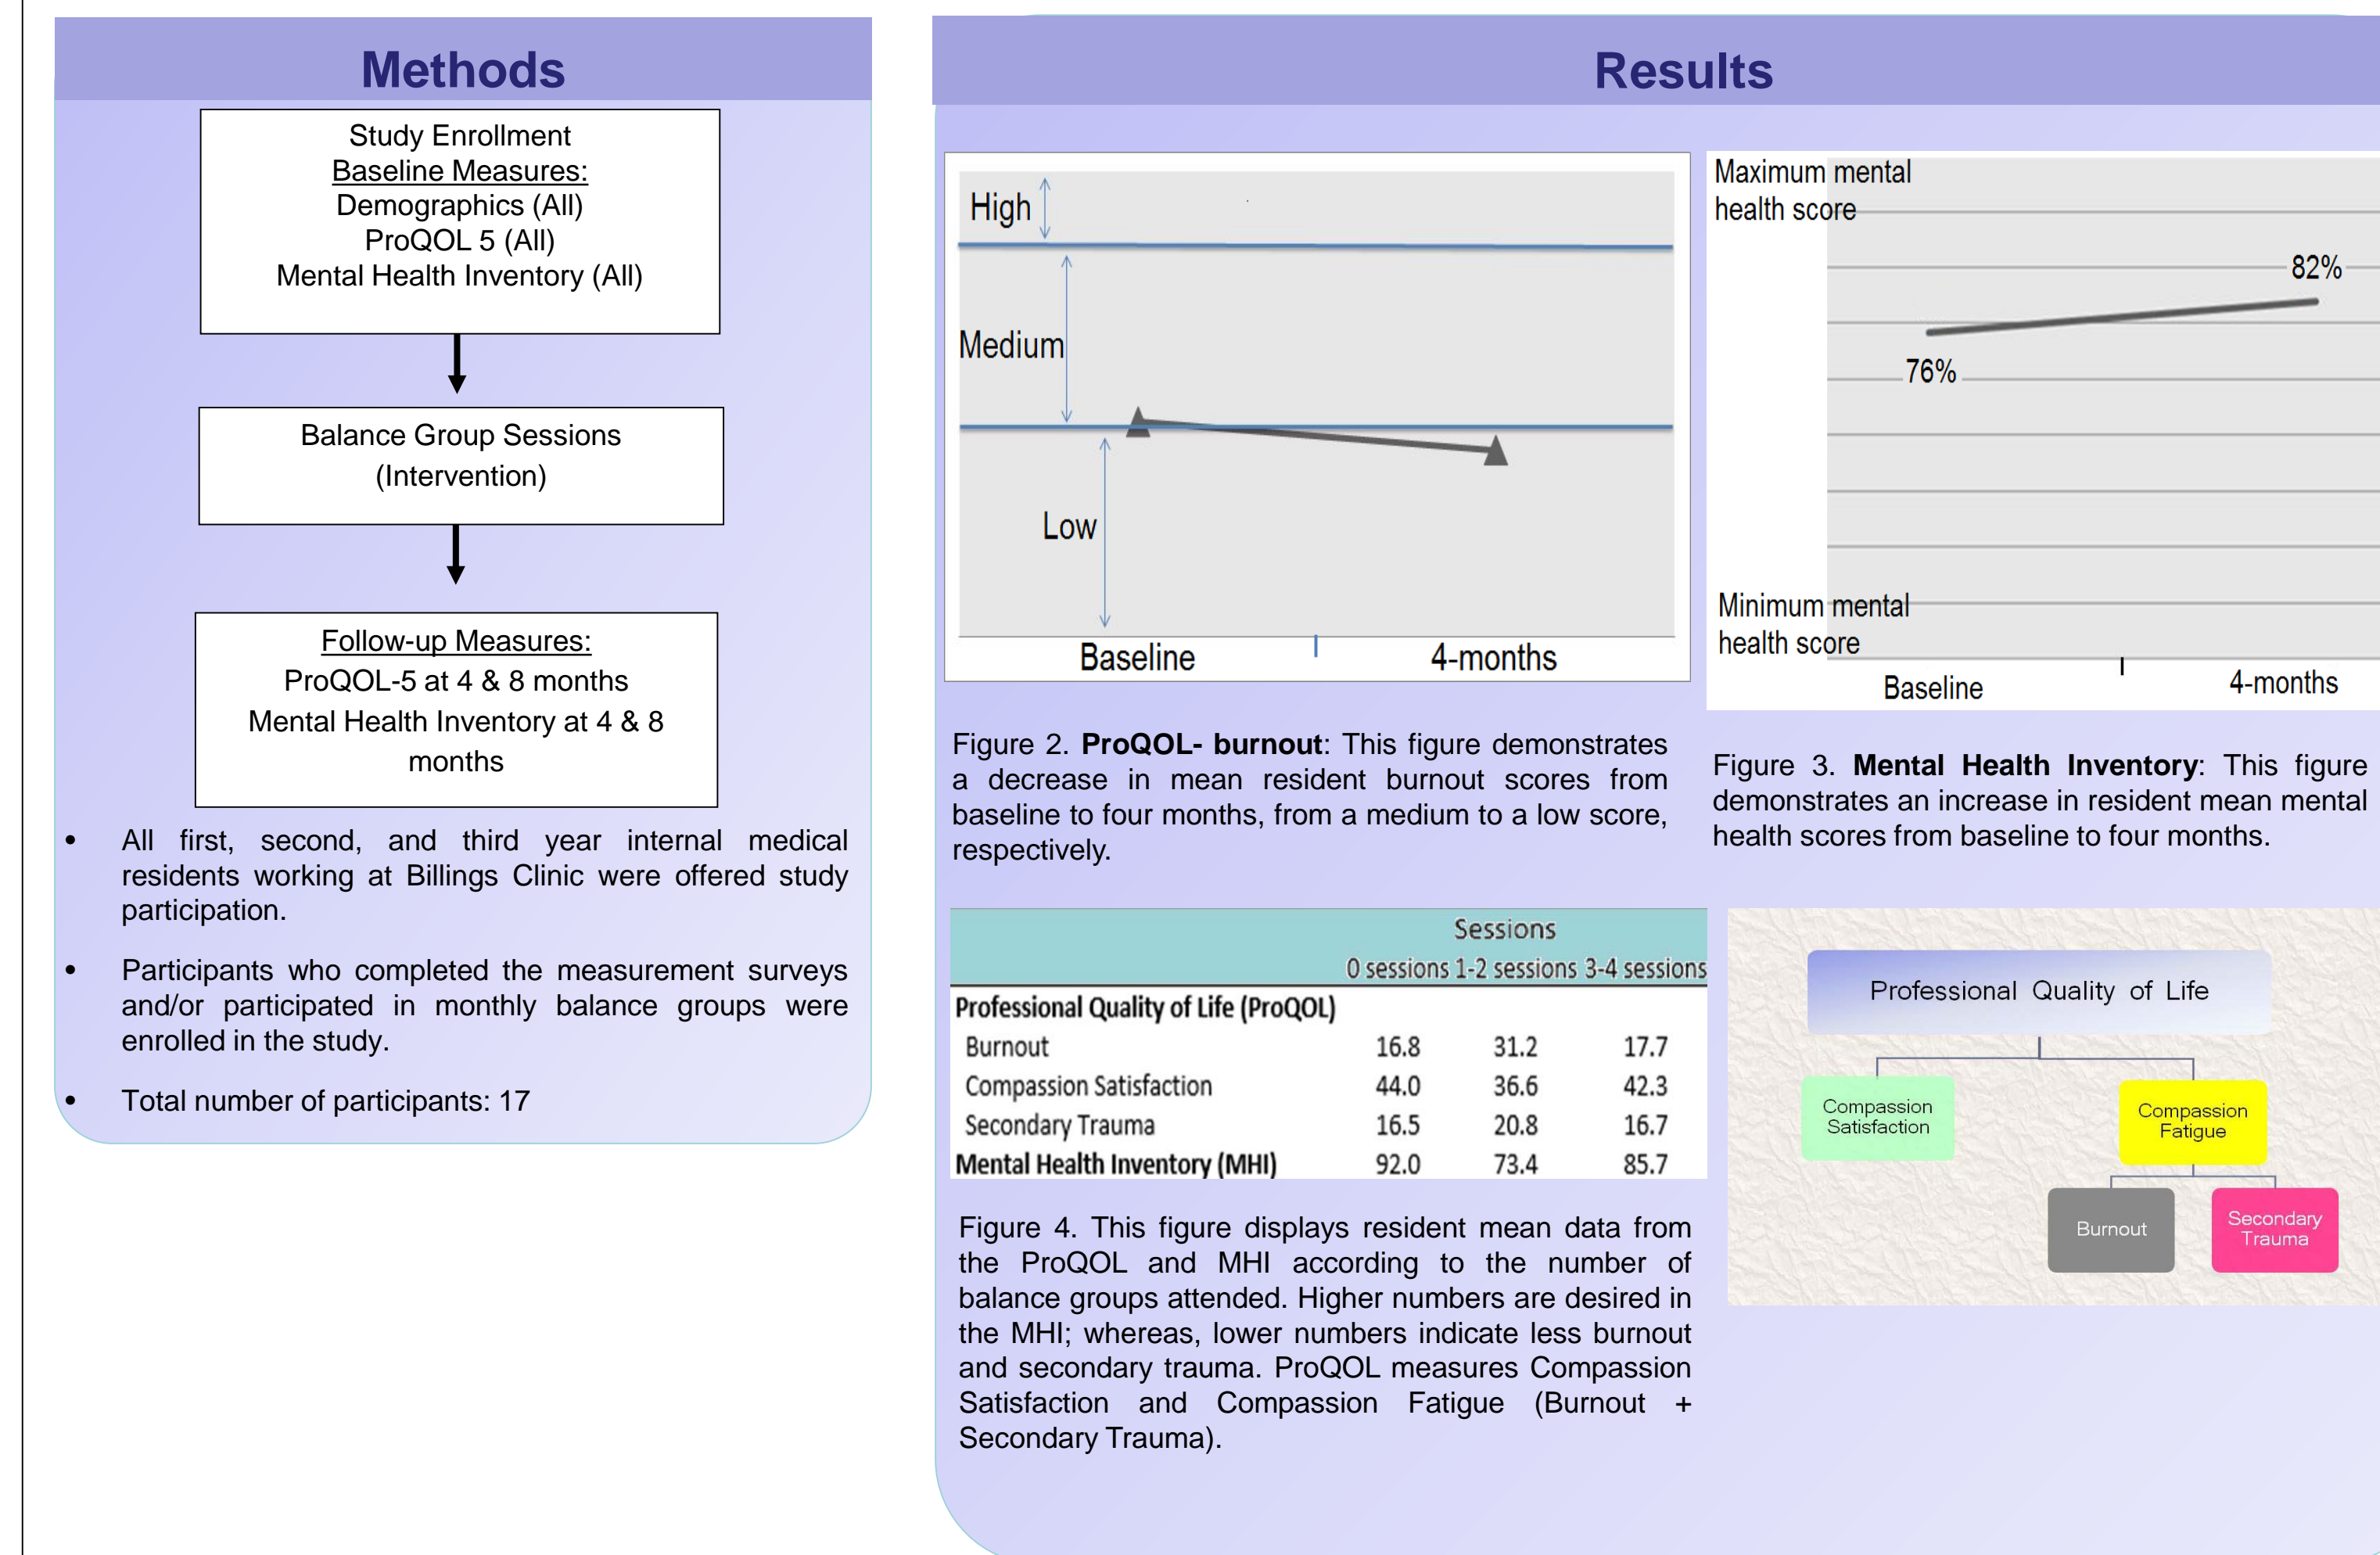 Methods
Study Enrollment
Baseline Measures:
Demographics (All)
ProQOL 5 (All)
Mental Health Inventory (All)
Balance Group Sessions
(Intervention)
Follow-up Measures:
ProQOL-5 at 4 & 8 months
Mental Health Inventory at 4 & 8
months
• All first, second, and third year internal medical
residents working at Billings Clinic were offered study
participation.
• Participants who completed the measurement surveys
and/or participated in monthly balance groups were
enrolled in the study.
• Total number of participants: 17
Results
High
Medium
Low
Baseline 4-months
Figure 2. ProQOL- burnout: This figure demonstrates
a decrease in mean resident burnout scores from
baseline to four months, from a medium to a low score,
respectively.
Maximum mental
health score
82%
76%
Minimum mental
health score
Baseline 4-months
Figure 3. Mental Health Inventory: This figure
demonstrates an increase in resident mean mental
health scores from baseline to four months.
Sessions
0 sessions 1-2 sessions 3-4 sessions
Professional Quality of Life (ProQOL)
Burnout 16.8 31.2 17.7
Compassion Satisfaction 44.0 36.6 42.3
Secondary Trauma 16.5 20.8 16.7
Mental Health Inventory (MHI) 92.0 73.4 85.7
Figure 4. This figure displays resident mean data from
the ProQOL and MHI according to the number of
balance groups attended. Higher numbers are desired in
the MHI; whereas, lower numbers indicate less burnout
and secondary trauma. ProQOL measures Compassion
Satisfaction and Compassion Fatigue (Burnout +
Secondary Trauma).
Professional Quality of Life
Compassion
Satisfaction
Compassion
Fatigue
Burnout
Secondary
Trauma